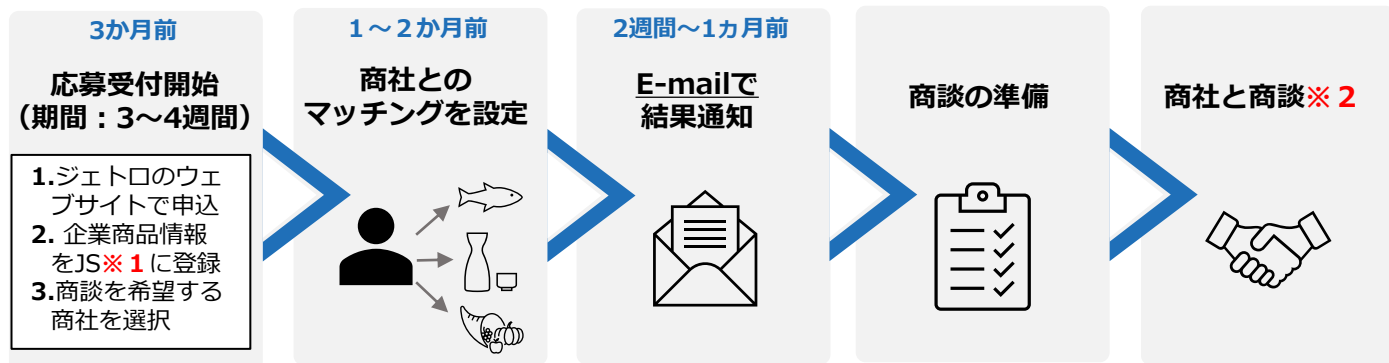 3か月前
応募受付開始
（期間：3～4週間）
1.ジェトロのウェ
ブサイトで申込
2. 企業商品情報
をJS※１に登録
3.商談を希望する
商社を選択
１～２か月前
商社との
マッチングを設定
2週間～1ヵ月前
E-mailで
結果通知
商談の準備
商社と商談※２